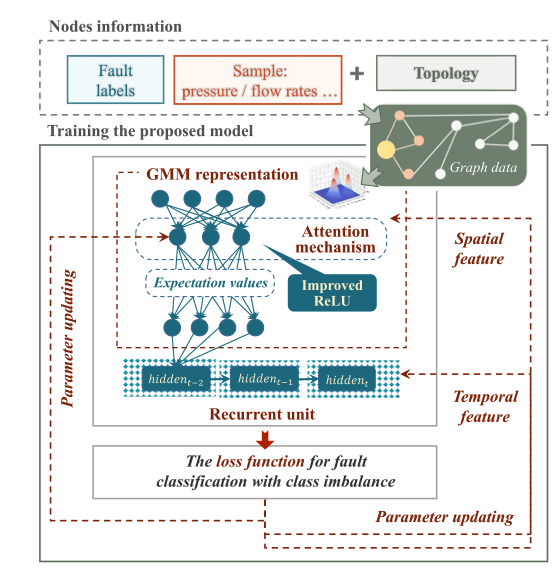 Nodes information
Fault
labels
Sample:
pressure / flow rates ...
+
Topology
Training the proposed model
Graph data
GMM representation
Attention
mechanism
Spatial
feature
Expectation values
Improved
ReLU
Parameter updating
hidden_{t-2}
hidden_{t-1}
hidden_t
Temporal
feature
Recurrent unit
The loss function for fault
classification with class imbalance
Parameter updating